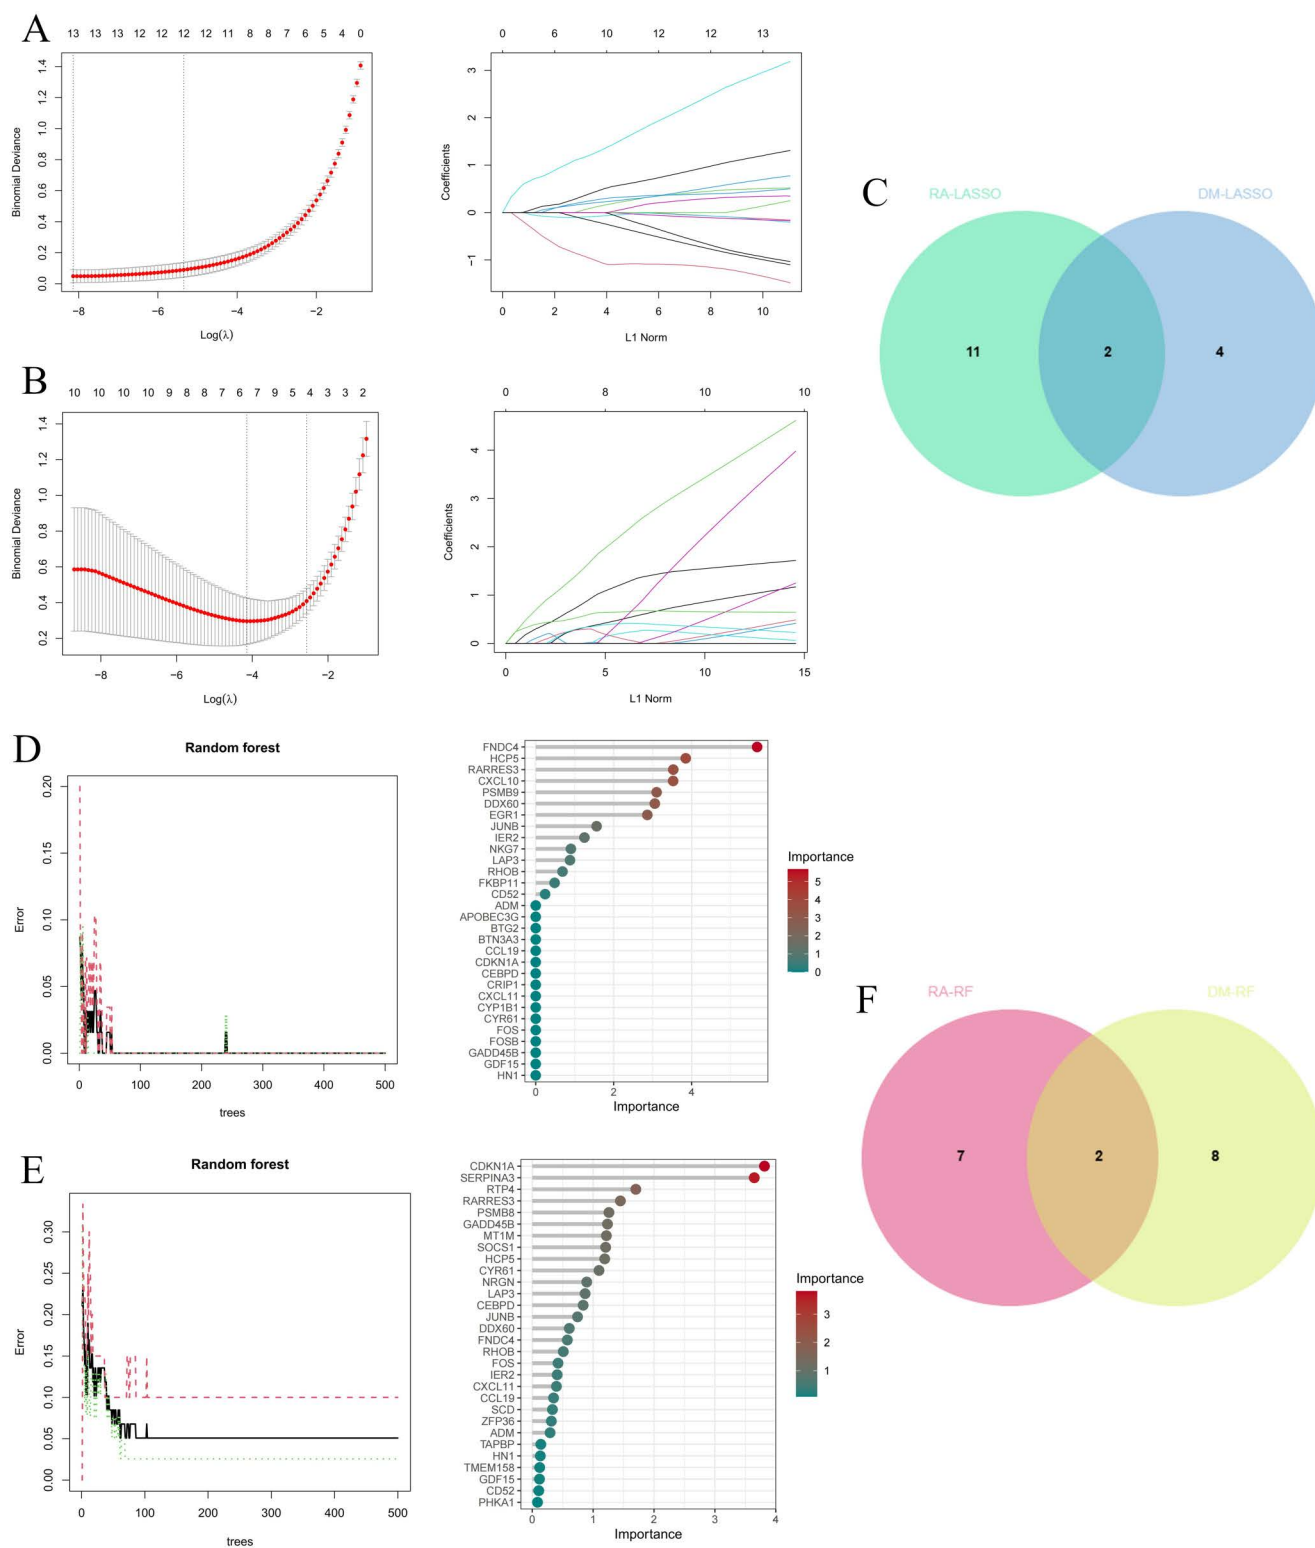 A
13 13 13 12 12 12 12 11 8 8 7 6 5 4 0
1.4
1.2
1.0
0.8
0.6
0.4
0.2
0.0
Binomial Deviance
−8 −6 −4 −2
Log(λ)
0 6 10 12 12 13
3
2
1
0
−1
Coefficients
0 2 4 6 8 10
L1 Norm
B
10 10 10 10 9 8 8 7 6 7 9 5 4 3 3 2
1.4
1.2
1.0
0.8
0.6
0.4
0.2
Binomial Deviance
−8 −6 −4 −2
Log(λ)
0 8 10 10
4
3
2
1
0
Coefficients
0 5 10 15
L1 Norm
C
RA-LASSO DM-LASSO
11 2 4
D
Random forest
0.20
0.15
0.10
0.05
0.00
Error
0 100 200 300 400 500
trees
FNDC4
HCP5
RARRES3
CXCL10
PSMB9
DDX60
EGR1
JUNB
IER2
NKG7
LAP3
RHOB
FKBP11
CD52
ADM
APOBEC3G
BTG2
BTN3A3
CCL19
CDKN1A
CEBPD
CRIP1
CXCL11
CYP1B1
CYR61
FOS
FOSB
GADD45B
GDF15
HN1
0 2 4
Importance
Importance
5
4
3
2
1
0
E
Random forest
0.30
0.25
0.20
0.15
0.10
0.05
0.00
Error
0 100 200 300 400 500
trees
CDKN1A
SERPINA3
RTP4
RARRES3
PSMB8
GADD45B
MT1M
SOCS1
HCP5
CYR61
NRGN
LAP3
CEBPD
JUNB
DDX60
FNDC4
RHOB
FOS
IER2
CXCL11
CCL19
SCD
ZFP36
ADM
TAPBP
HN1
TMEM158
GDF15
CD52
PHKA1
0 1 2 3 4
Importance
Importance
3
2
1
F
RA-RF DM-RF
7 2 8